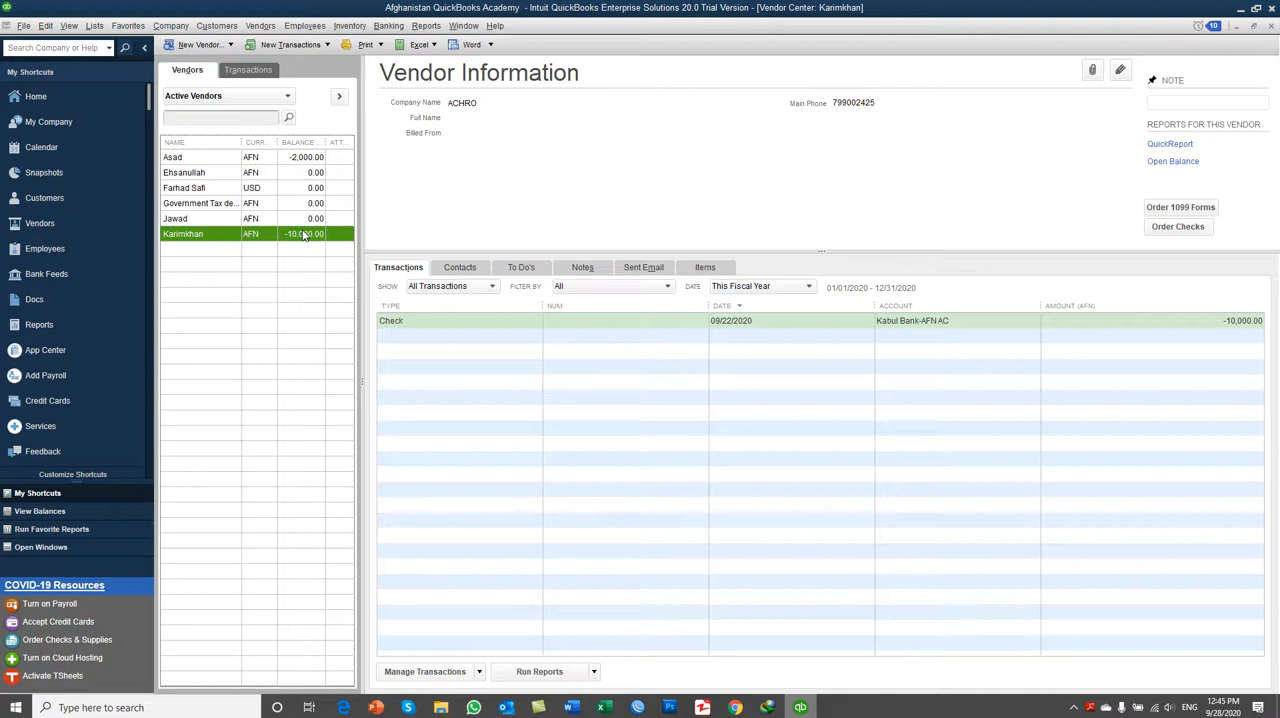 Afghanistan QuickBooks Academy - Intuit QuickBooks Enterprise Solutions 20.0 Trial Version - [Vendor Center: Karimkhan]
File Edit View Lists Favorites Company Customers Vendors Employees Inventory Banking Reports Window Help 10
Search Company or Help
New Vendor... New Transactions Print Excel Word
My Shortcuts
Home
My Company
Calendar
Snapshots
Customers
Vendors
Employees
Bank Feeds
Docs
Reports
App Center
Add Payroll
Credit Cards
Services
Feedback
Customize Shortcuts
My Shortcuts
View Balances
Run Favorite Reports
Open Windows
COVID-19 Resources
Turn on Payroll
Accept Credit Cards
Order Checks & Supplies
Turn on Cloud Hosting
Activate TSheets
Vendors Transactions
Active Vendors
NAME CURR... BALANCE ... ATT...
Asad AFN -2,000.00
Ehsanullah AFN 0.00
Farhad Safi USD 0.00
Government Tax de... AFN 0.00
Jawad AFN 0.00
Karimkhan AFN -10,000.00
Vendor Information
Company Name ACHRO Main Phone 799002425
Full Name
Billed From
NOTE
REPORTS FOR THIS VENDOR
QuickReport
Open Balance
Order 1099 Forms
Order Checks
Transactions Contacts To Do's Notes Sent Email Items
SHOW All Transactions FILTER BY All DATE This Fiscal Year 01/01/2020 - 12/31/2020
TYPE NUM DATE ACCOUNT AMOUNT (AFN)
Check 09/22/2020 Kabul Bank-AFN AC -10,000.00
Manage Transactions Run Reports
Type here to search
ENG
12:45 PM
9/28/2020